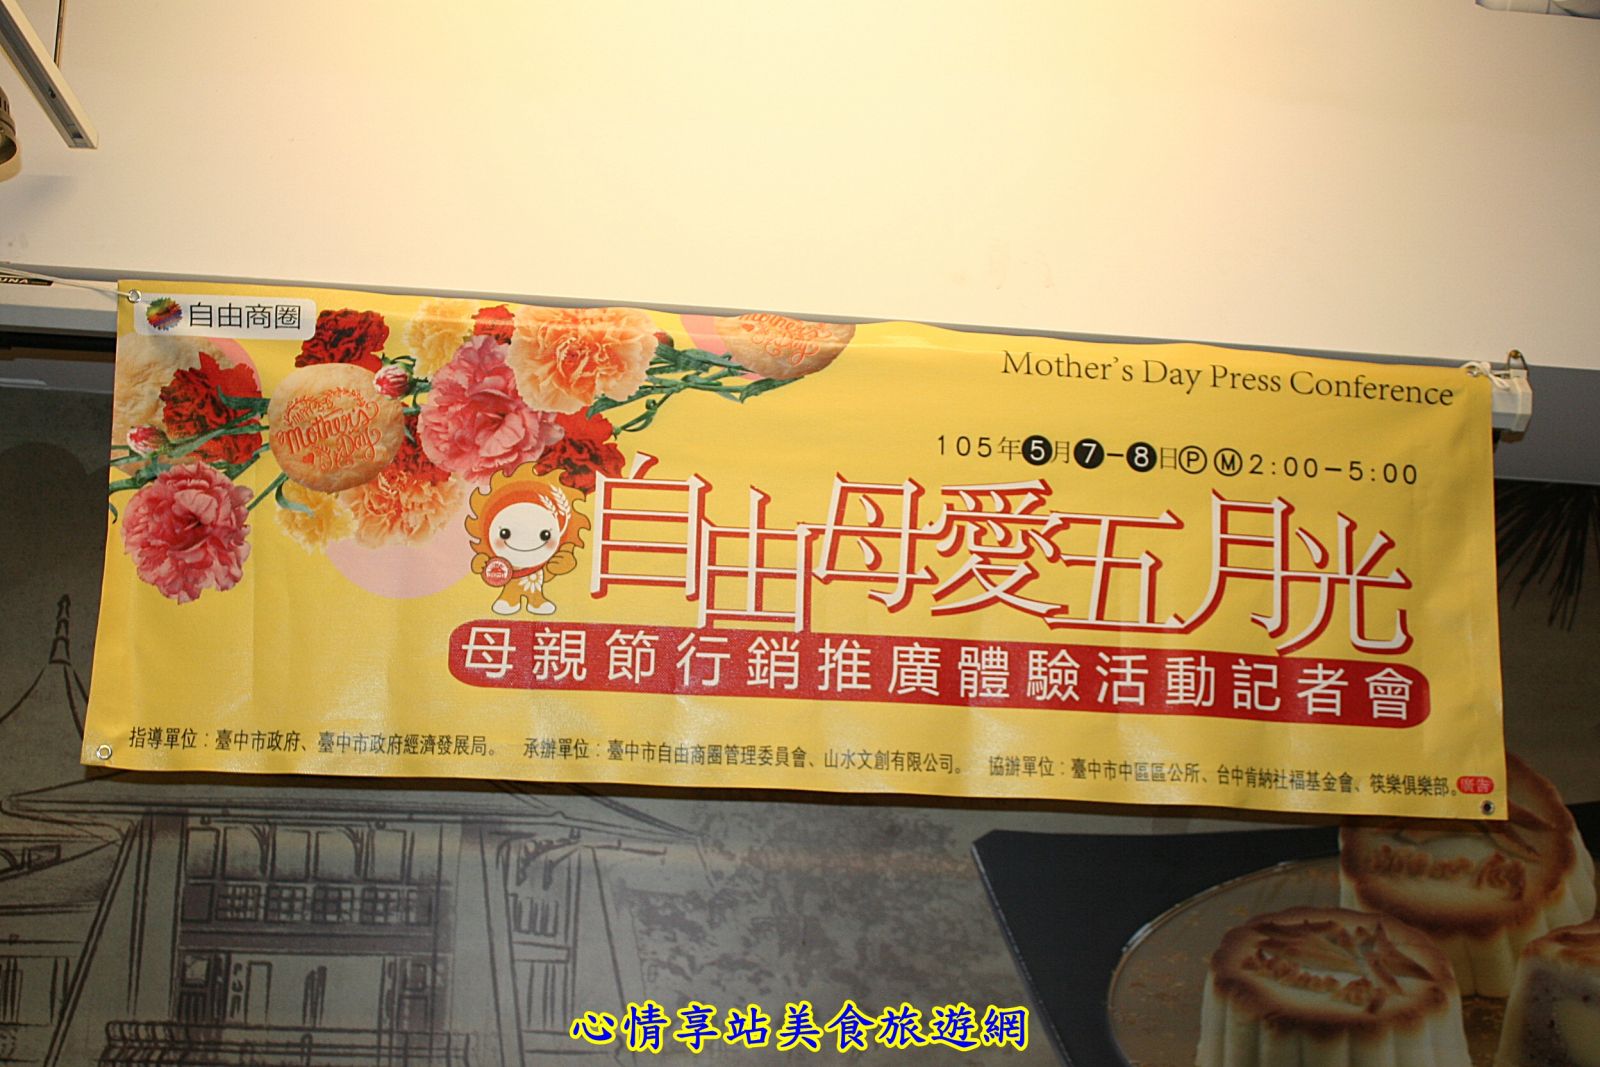 自由商圈
Mother's Day Press Conference
105年5月7-8日PM2:00-5:00
Mother's Day
自由母愛五月光
母親節行銷推廣體驗活動記者會
指導單位：臺中市政府、臺中市政府經濟發展局。 承辦單位：臺中市自由商圈管理委員會、山水文創有限公司。 協辦單位：臺中市中區區公所、台中肯納社福基金會、筷樂俱樂部。廣告
心情享站美食旅遊網